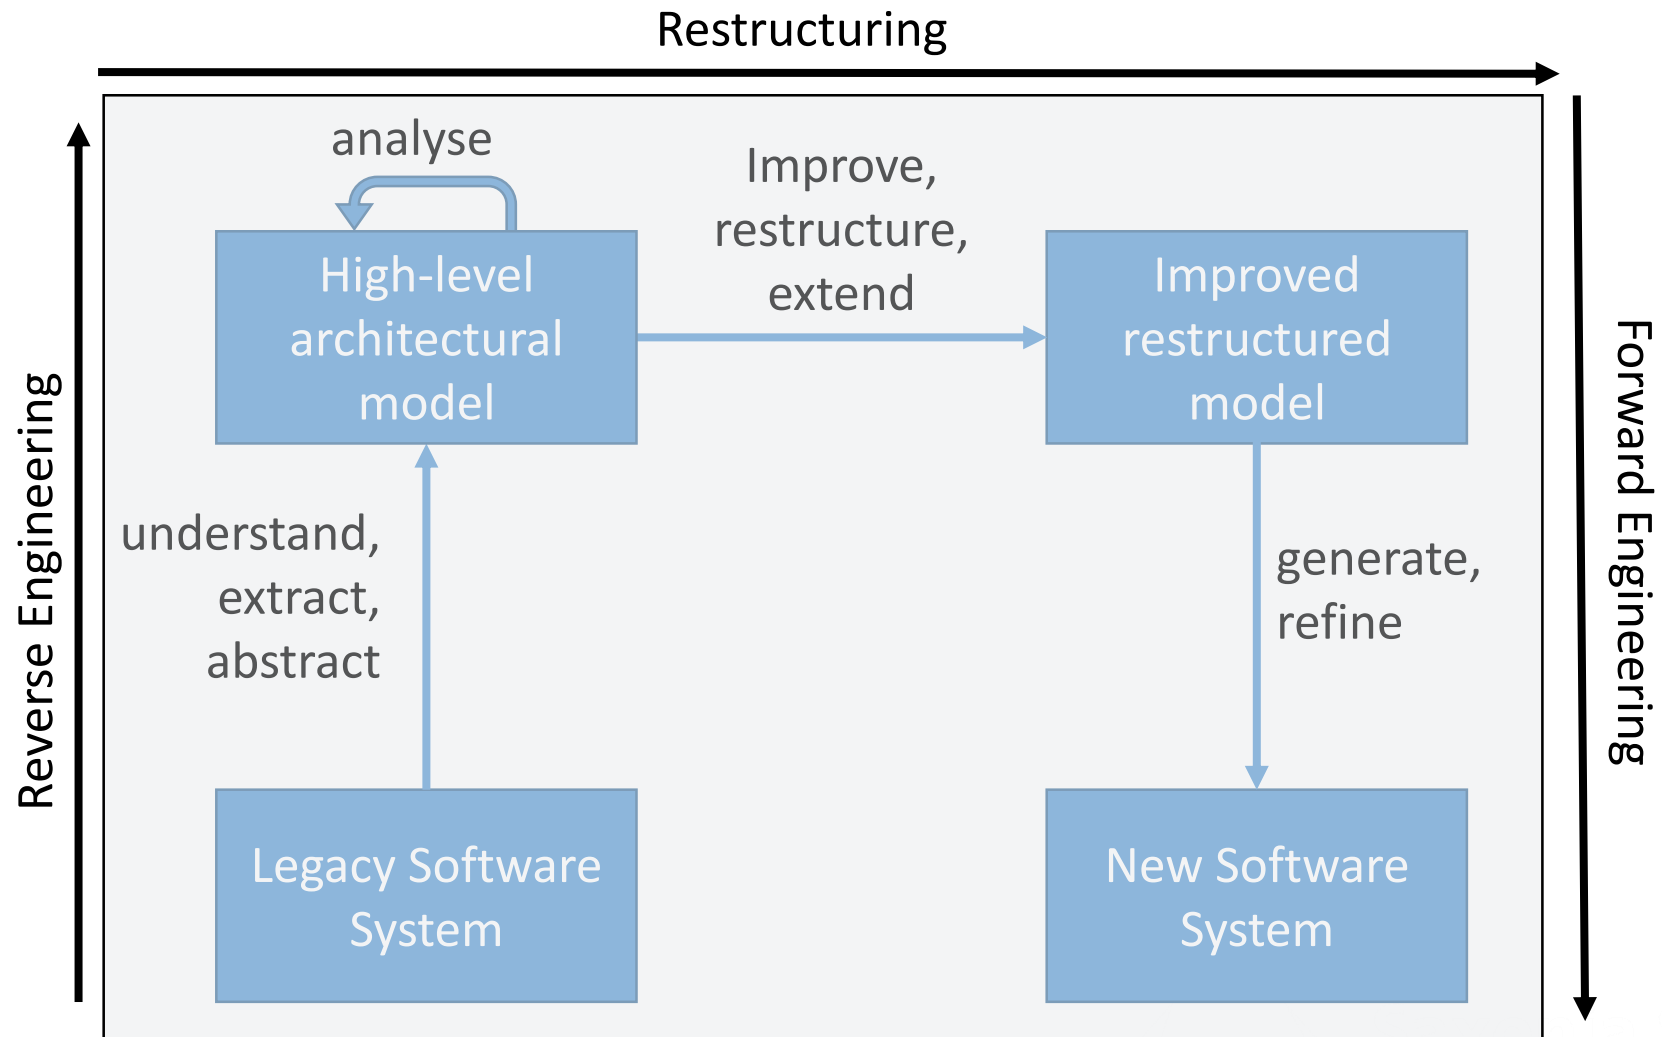 Restructuring
analyse
Improve,
restructure,
extend
High-level
architectural
model
Improved
restructured
model
Reverse Engineering
understand,
extract,
abstract
generate,
refine
Forward Engineering
Legacy Software
System
New Software
System